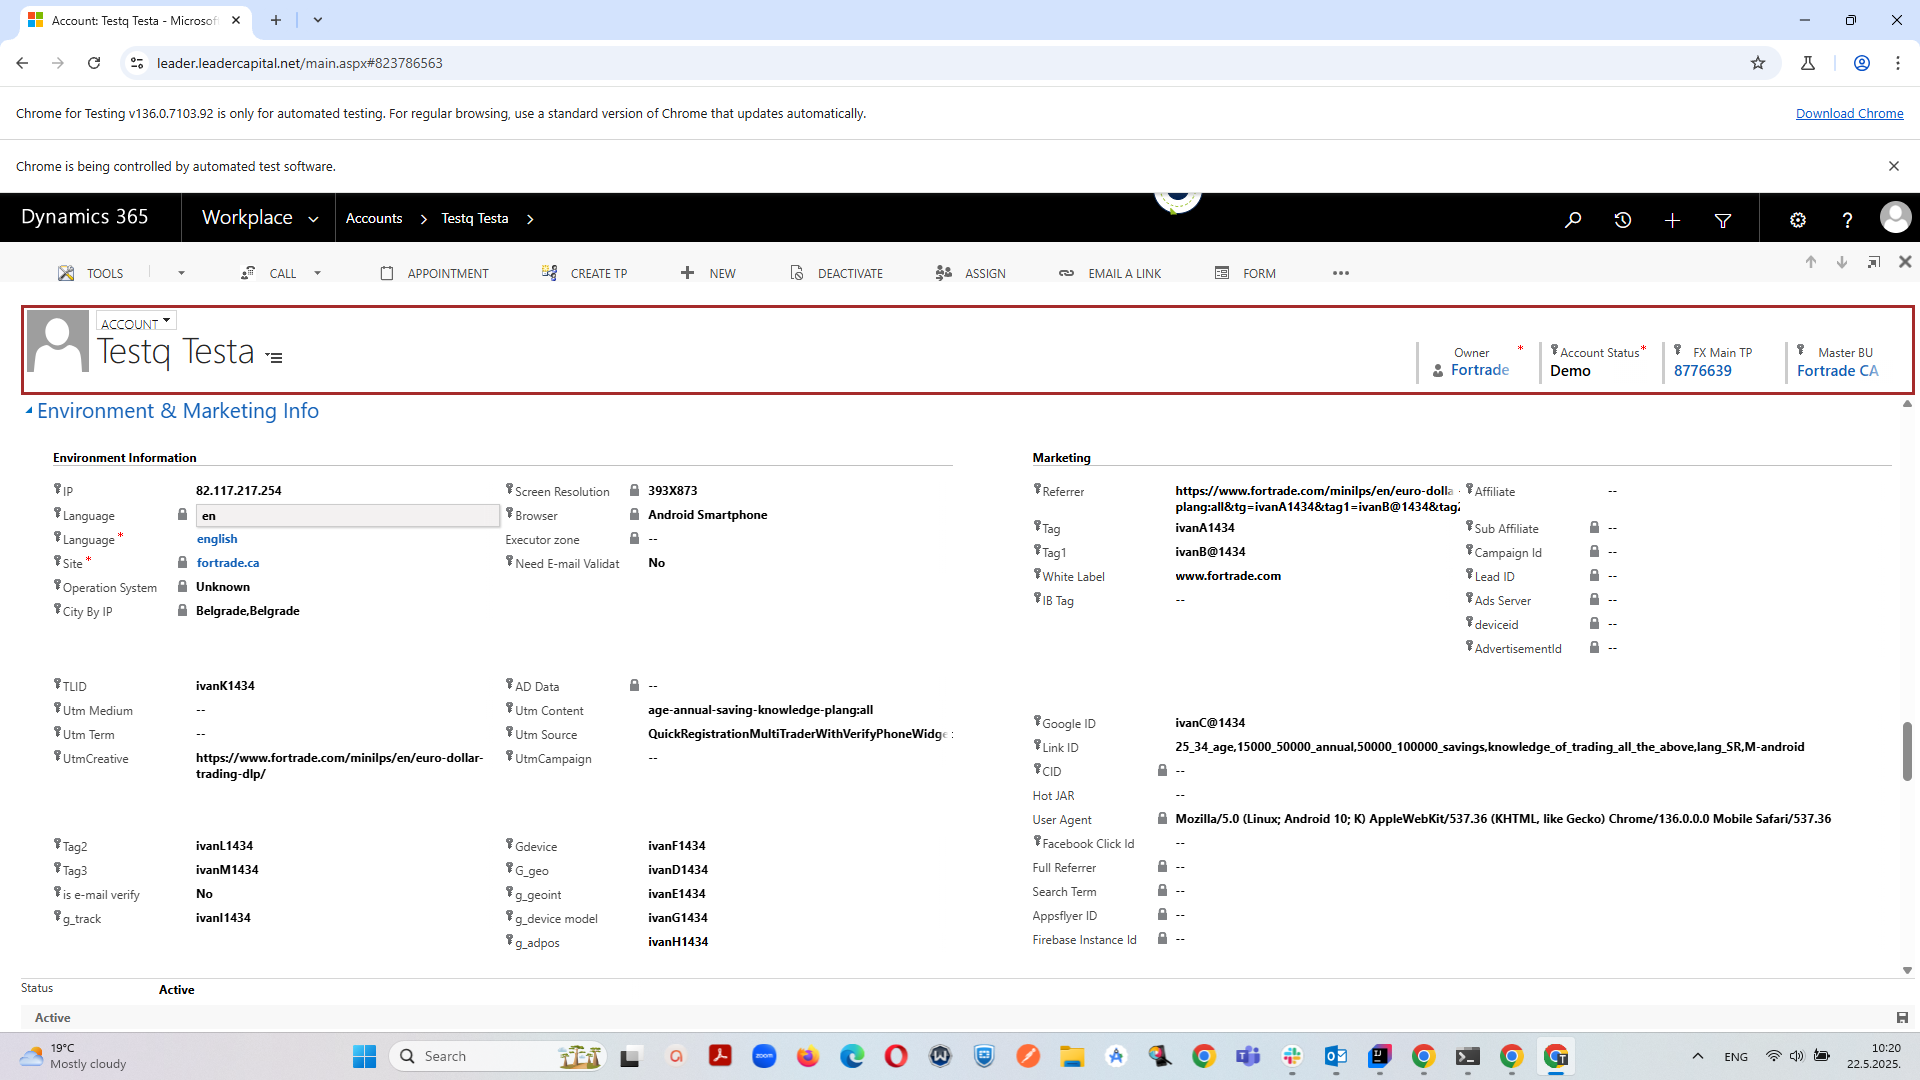 Account: Testq Testa - Microsof
leader.leadercapital.net/main.aspx#823786563
Chrome for Testing v136.0.7103.92 is only for automated testing. For regular browsing, use a standard version of Chrome that updates automatically.
Download Chrome
Chrome is being controlled by automated test software.
Dynamics 365
Workplace
Accounts
Testq Testa
TOOLS
CALL
APPOINTMENT
CREATE TP
NEW
DEACTIVATE
ASSIGN
EMAIL A LINK
FORM
ACCOUNT
Testq Testa
Owner *
Fortrade
Account Status *
Demo
FX Main TP
8776639
Master BU
Fortrade CA
Environment & Marketing Info
Environment Information
IP 82.117.217.254
Language en
Language * english
Site * fortrade.ca
Operation System Unknown
City By IP Belgrade,Belgrade
Screen Resolution 393X873
Browser Android Smartphone
Executor zone --
Need E-mail Validat No
TLID ivanK1434
Utm Medium --
Utm Term --
UtmCreative https://www.fortrade.com/minilps/en/euro-dollar-
trading-dlp/
AD Data --
Utm Content age-annual-saving-knowledge-plang:all
Utm Source QuickRegistrationMultiTraderWithVerifyPhoneWidge
UtmCampaign --
Tag2 ivanL1434
Tag3 ivanM1434
is e-mail verify No
g_track ivanI1434
Gdevice ivanF1434
G_geo ivanD1434
g_geoint ivanE1434
g_device model ivanG1434
g_adpos ivanH1434
Marketing
Referrer https://www.fortrade.com/minilps/en/euro-dolla
plang:all&tg=ivanA1434&tag1=ivanB@1434&tag2
Tag ivanA1434
Tag1 ivanB@1434
White Label www.fortrade.com
IB Tag --
Affiliate --
Sub Affiliate --
Campaign Id --
Lead ID --
Ads Server --
deviceid --
AdvertisementId --
Google ID ivanC@1434
Link ID 25_34_age,15000_50000_annual,50000_100000_savings,knowledge_of_trading_all_the_above,lang_SR,M-android
CID --
Hot JAR --
User Agent Mozilla/5.0 (Linux; Android 10; K) AppleWebKit/537.36 (KHTML, like Gecko) Chrome/136.0.0.0 Mobile Safari/537.36
Facebook Click Id --
Full Referrer --
Search Term --
Appsflyer ID --
Firebase Instance Id --
Status Active
Active
19°C
Mostly cloudy
Search
zoom
ENG
10:20
22.5.2025.